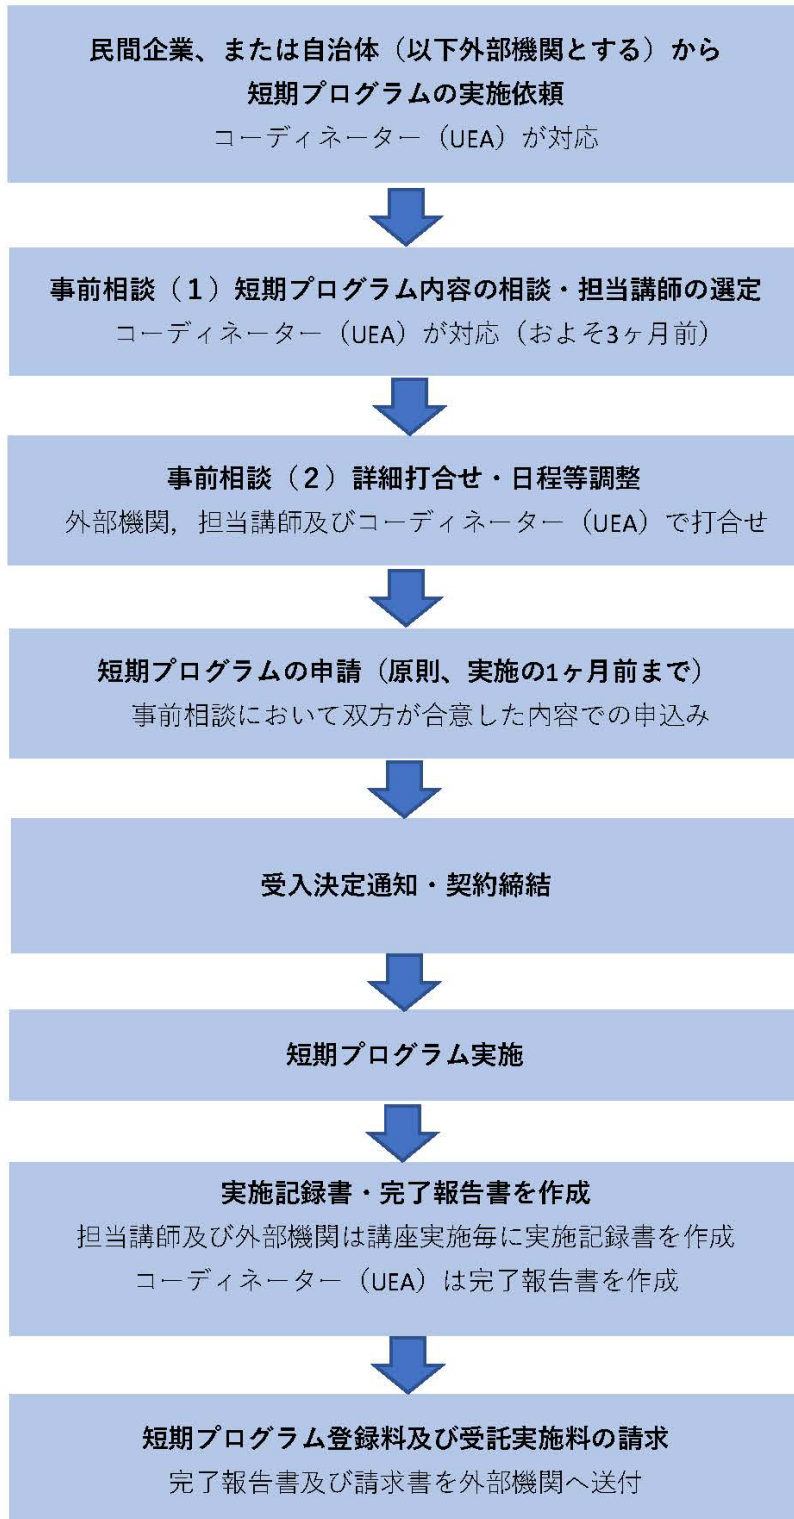 民間企業、または自治体（以下外部機関とする）から
短期プログラムの実施依頼
コーディネーター（UEA）が対応
事前相談（１）短期プログラム内容の相談・担当講師の選定
コーディネーター（UEA）が対応（およそ3ヶ月前）
事前相談（２）詳細打合せ・日程等調整
外部機関，担当講師及びコーディネーター（UEA）で打合せ
短期プログラムの申請（原則、実施の1ヶ月前まで）
事前相談において双方が合意した内容での申込み
受入決定通知・契約締結
短期プログラム実施
実施記録書・完了報告書を作成
担当講師及び外部機関は講座実施毎に実施記録書を作成
コーディネーター（UEA）は完了報告書を作成
短期プログラム登録料及び受託実施料の請求
完了報告書及び請求書を外部機関へ送付